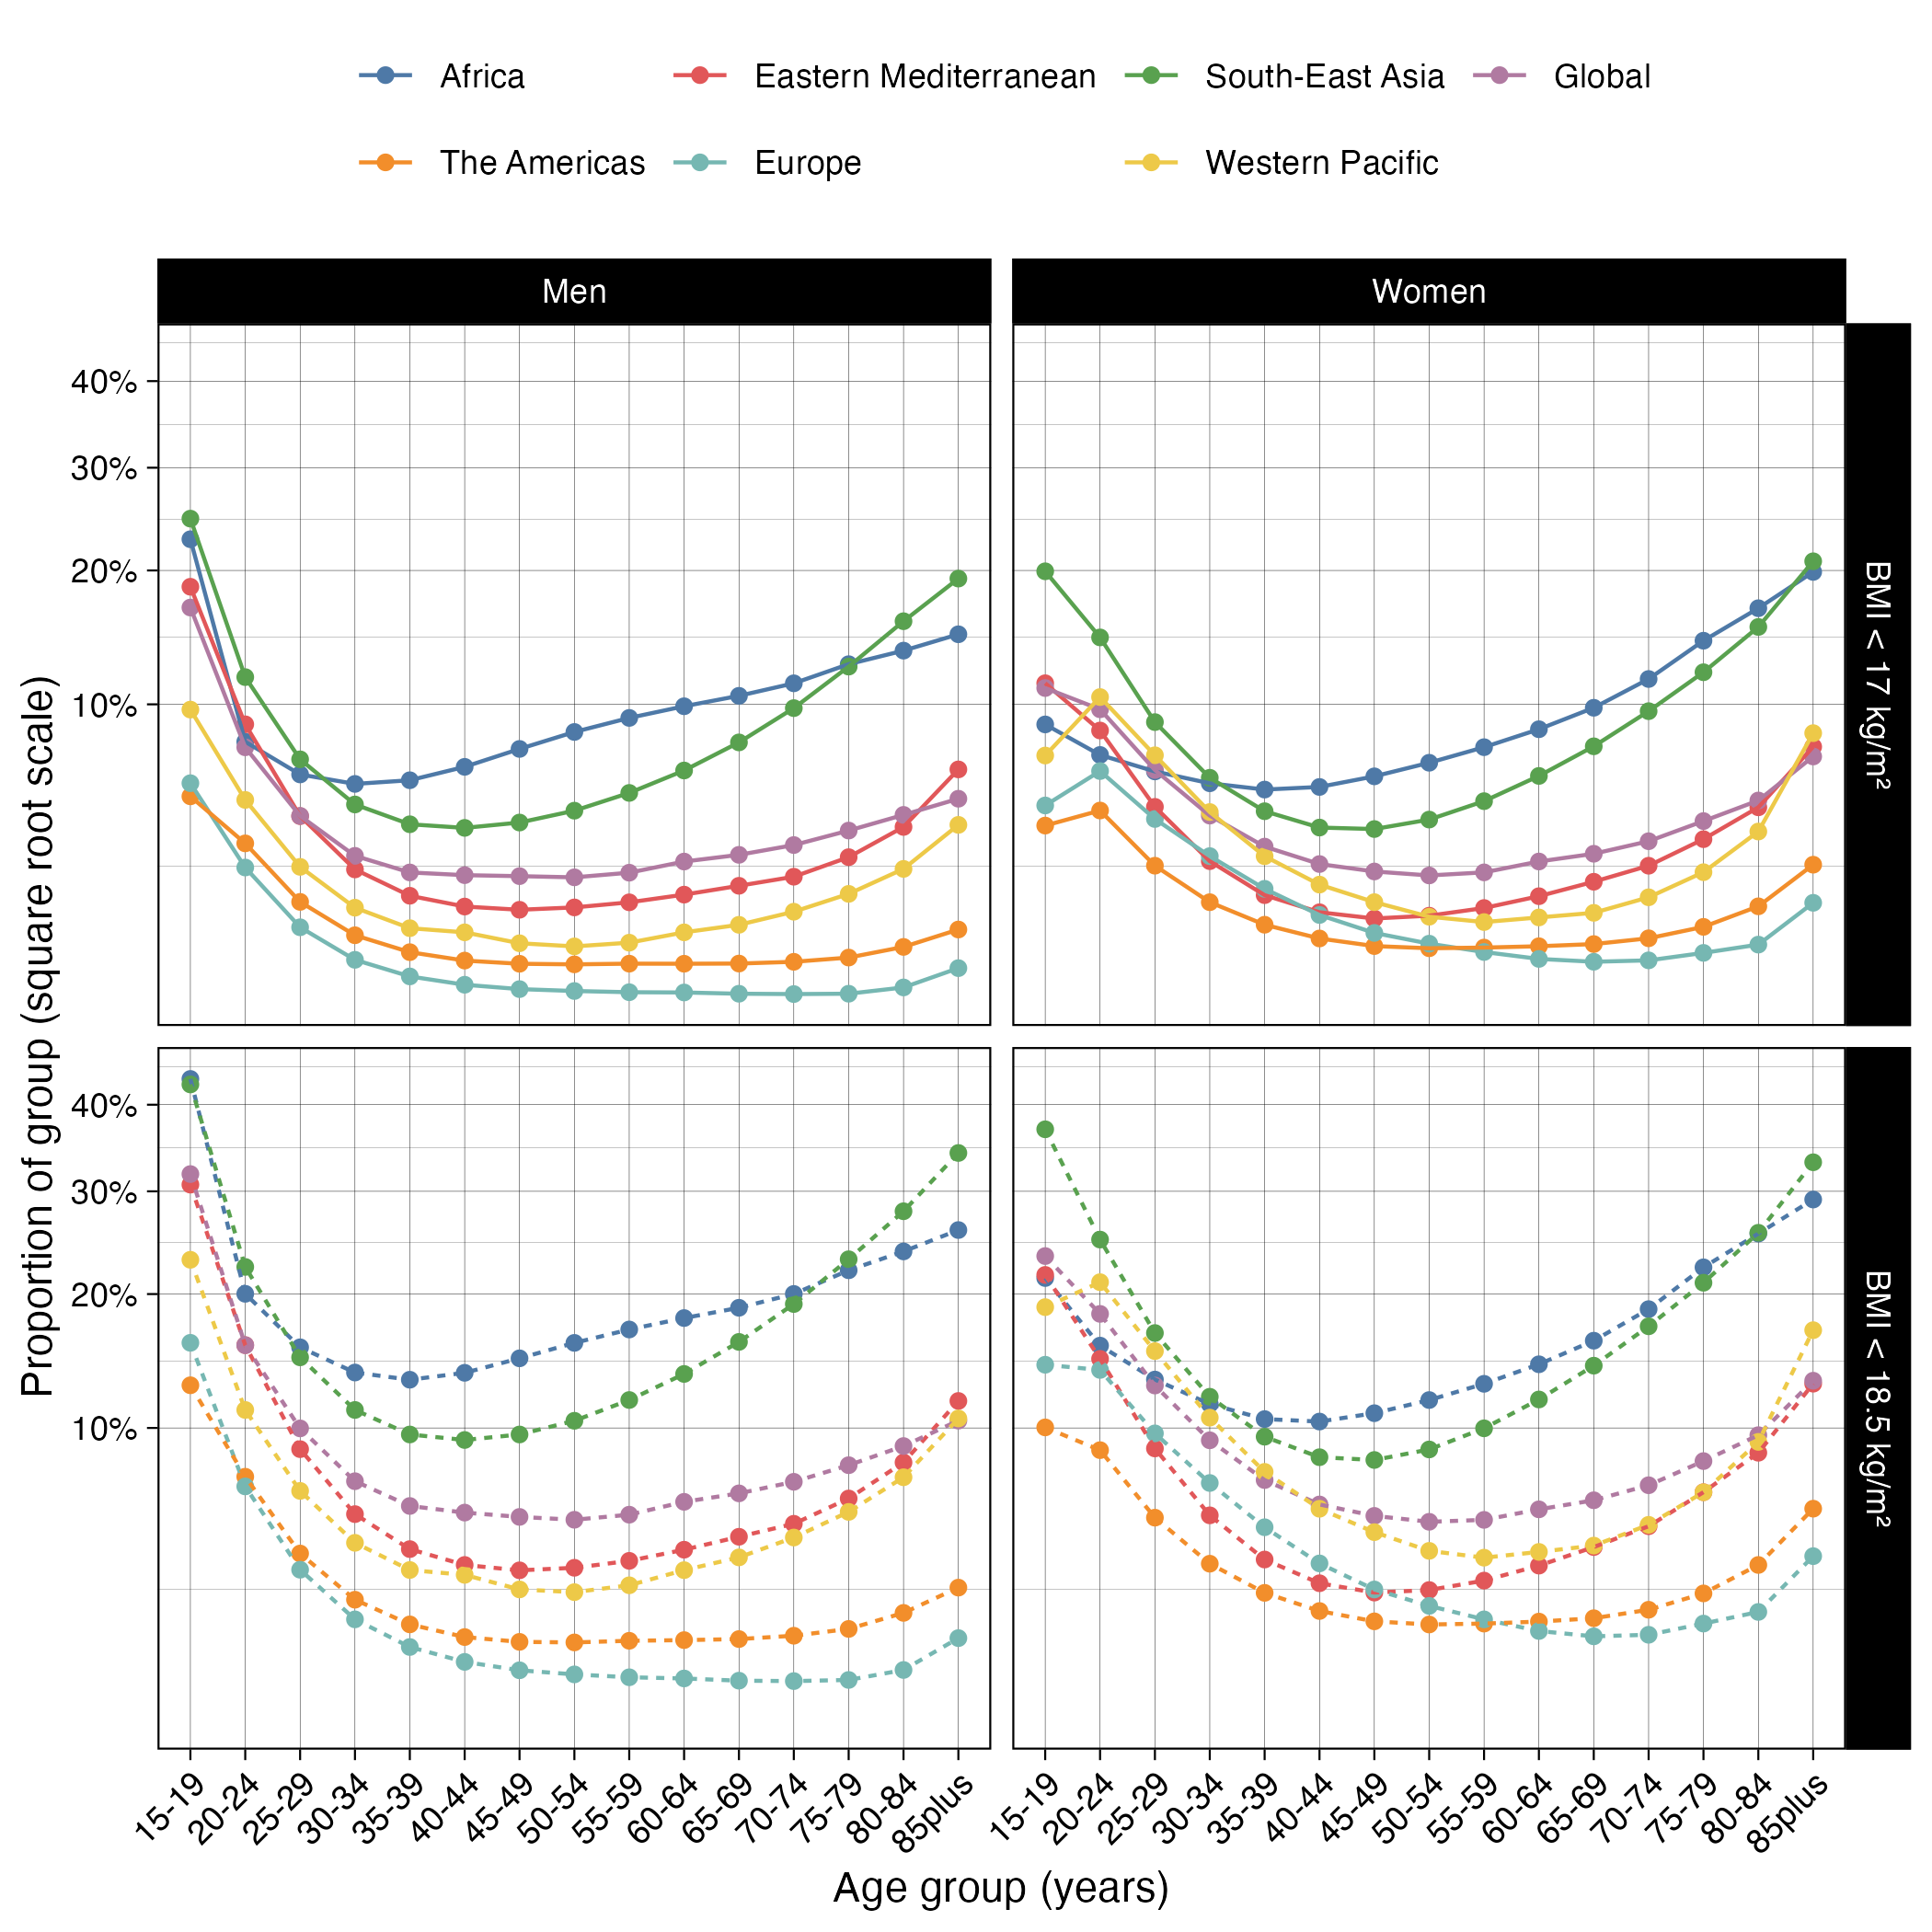 Africa
Eastern Mediterranean
South-East Asia
Global
The Americas
Europe
Western Pacific
Men
Women
40%
30%
20%
10%
BMI < 17 kg/m²
Proportion of group (square root scale)
40%
30%
20%
10%
BMI < 18.5 kg/m²
15-19
20-24
25-29
30-34
35-39
40-44
45-49
50-54
55-59
60-64
65-69
70-74
75-79
80-84
85plus
15-19
20-24
25-29
30-34
35-39
40-44
45-49
50-54
55-59
60-64
65-69
70-74
75-79
80-84
85plus
Age group (years)